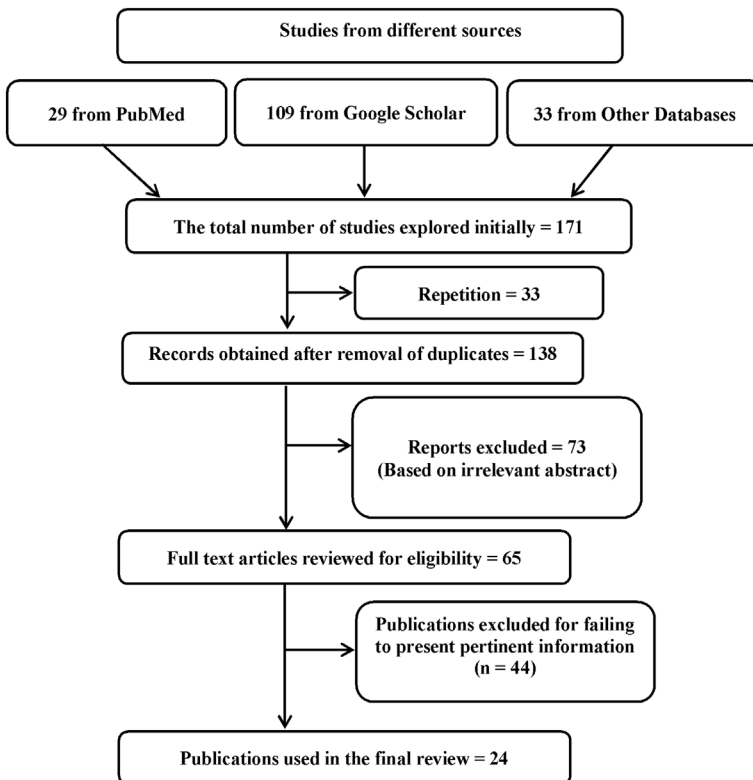 Studies from different sources
29 from PubMed
109 from Google Scholar
33 from Other Databases
The total number of studies explored initially = 171
Repetition = 33
Records obtained after removal of duplicates = 138
Reports excluded = 73
(Based on irrelevant abstract)
Full text articles reviewed for eligibility = 65
Publications excluded for failing
to present pertinent information
(n = 44)
Publications used in the final review = 24